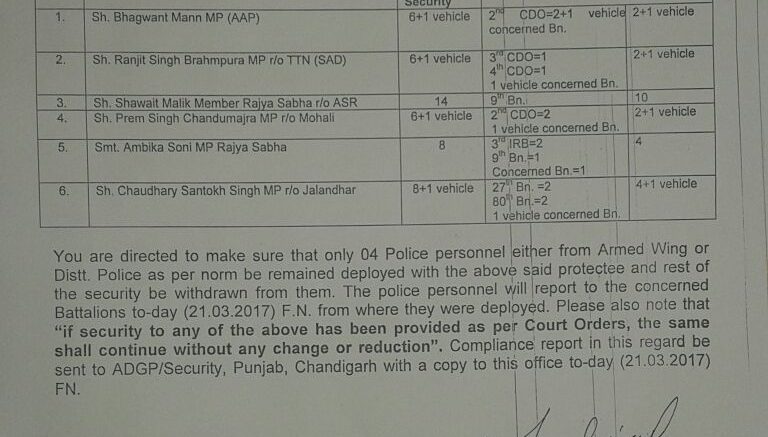 Security
1. Sh. Bhagwant Mann MP (AAP) 6+1 vehicle 2nd CDO=2+1 vehicle 2+1 vehicle
concerned Bn.
2. Sh. Ranjit Singh Brahmpura MP r/o TTN (SAD) 6+1 vehicle 3rd CDO=1 2+1 vehicle
4th CDO=1
1 vehicle concerned Bn.
3. Sh. Shawait Malik Member Rajya Sabha r/o ASR 14 9th Bn. 10
4. Sh. Prem Singh Chandumajra MP r/o Mohali 6+1 vehicle 2nd CDO=2 2+1 vehicle
1 vehicle concerned Bn.
5. Smt. Ambika Soni MP Rajya Sabha 8 3rd IRB=2 4
9th Bn.=1
Concerned Bn.=1
6. Sh. Chaudhary Santokh Singh MP r/o Jalandhar 8+1 vehicle 27th Bn. =2 4+1 vehicle
80th Bn.=2
1 vehicle concerned Bn.
You are directed to make sure that only 04 Police personnel either from Armed Wing or
Distt. Police as per norm be remained deployed with the above said protectee and rest of
the security be withdrawn from them. The police personnel will report to the concerned
Battalions to-day (21.03.2017) F.N. from where they were deployed. Please also note that
"if security to any of the above has been provided as per Court Orders, the same
shall continue without any change or reduction". Compliance report in this regard be
sent to ADGP/Security, Punjab, Chandigarh with a copy to this office to-day (21.03.2017)
FN.